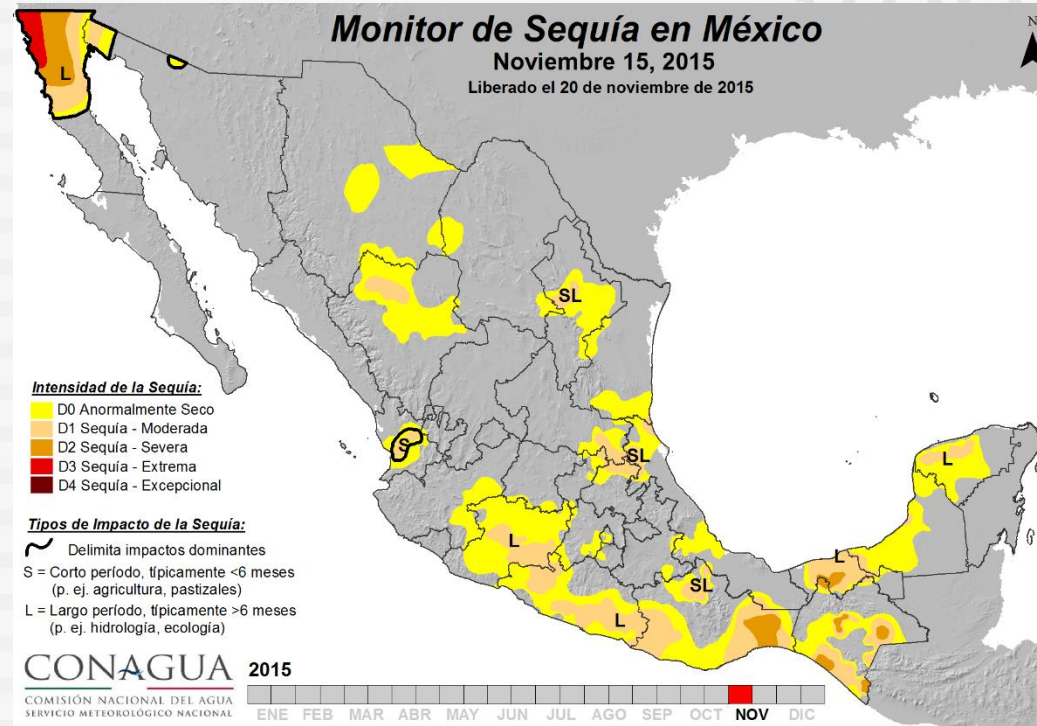 Monitor de Sequía en México
Noviembre 15, 2015
Liberado el 20 de noviembre de 2015
N
L
SL
S
SL
L
L
L
SL
L
Intensidad de la Sequía:
D0 Anormalmente Seco
D1 Sequía - Moderada
D2 Sequía - Severa
D3 Sequía - Extrema
D4 Sequía - Excepcional
Tipos de Impacto de la Sequía:
Delimita impactos dominantes
S = Corto período, típicamente <6 meses
(p. ej. agricultura, pastizales)
L = Largo período, típicamente >6 meses
(p. ej. hidrología, ecología)
CONAGUA
COMISIÓN NACIONAL DEL AGUA
SERVICIO METEOROLÓGICO NACIONAL
2015
ENE FEB MAR ABR MAY JUN JUL AGO SEP OCT NOV DIC